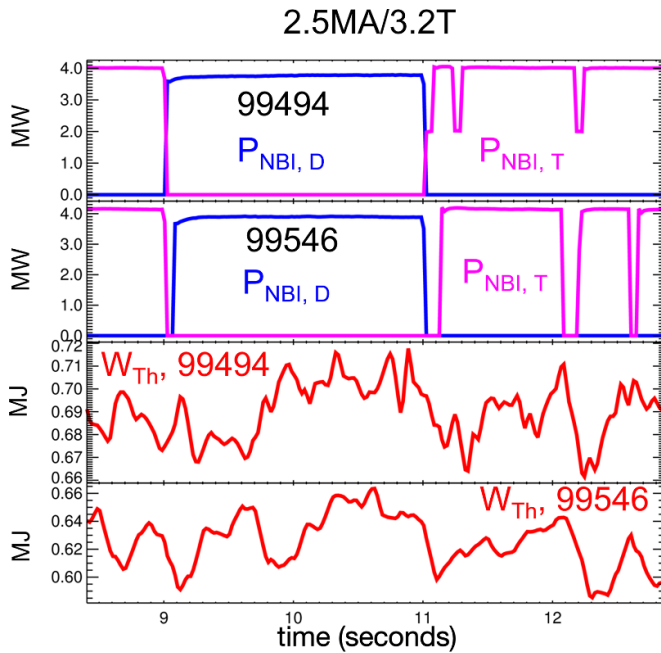 2.5MA/3.2T
4.0
3.0
2.0
1.0
0.0
MW
99494
P_NBI, D
P_NBI, T
4.0
3.0
2.0
1.0
0.0
MW
99546
P_NBI, D
P_NBI, T
0.72
0.71
0.70
0.69
0.68
0.67
0.66
MJ
W_Th, 99494
0.66
0.64
0.62
0.60
MJ
W_Th, 99546
9 10 11 12
time (seconds)